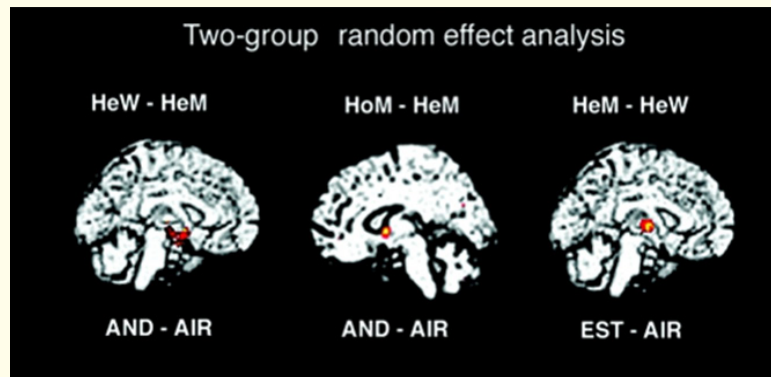 Two-group random effect analysis
HeW - HeM HoM - HeM HeM - HeW
AND - AIR AND - AIR EST - AIR